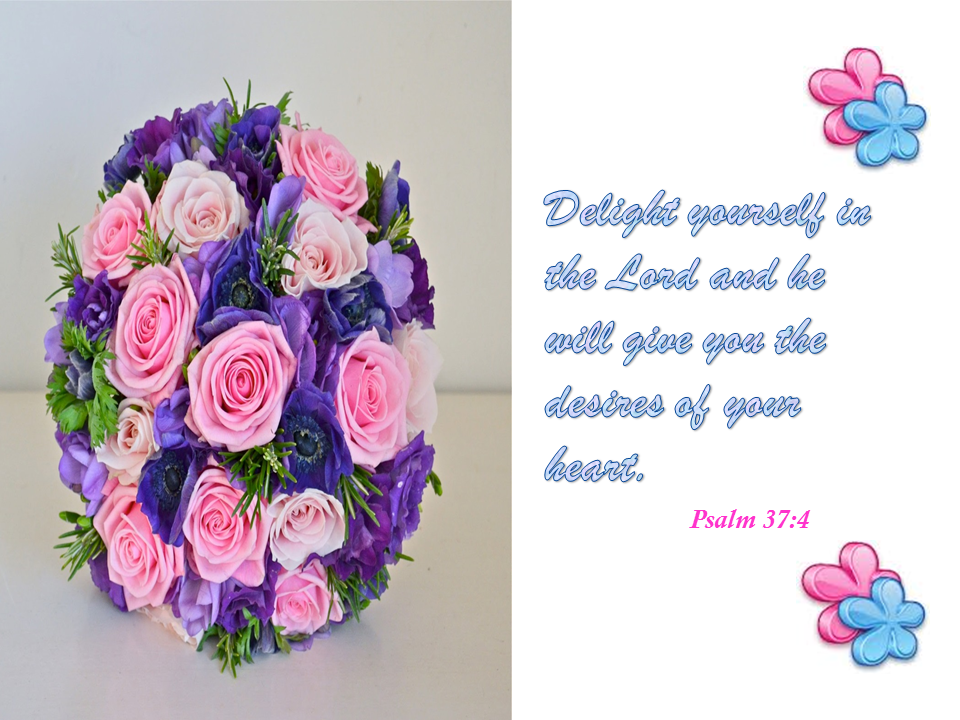 Delight yourself in
the Lord and he
will give you the
desires of your
heart.
Psalm 37:4